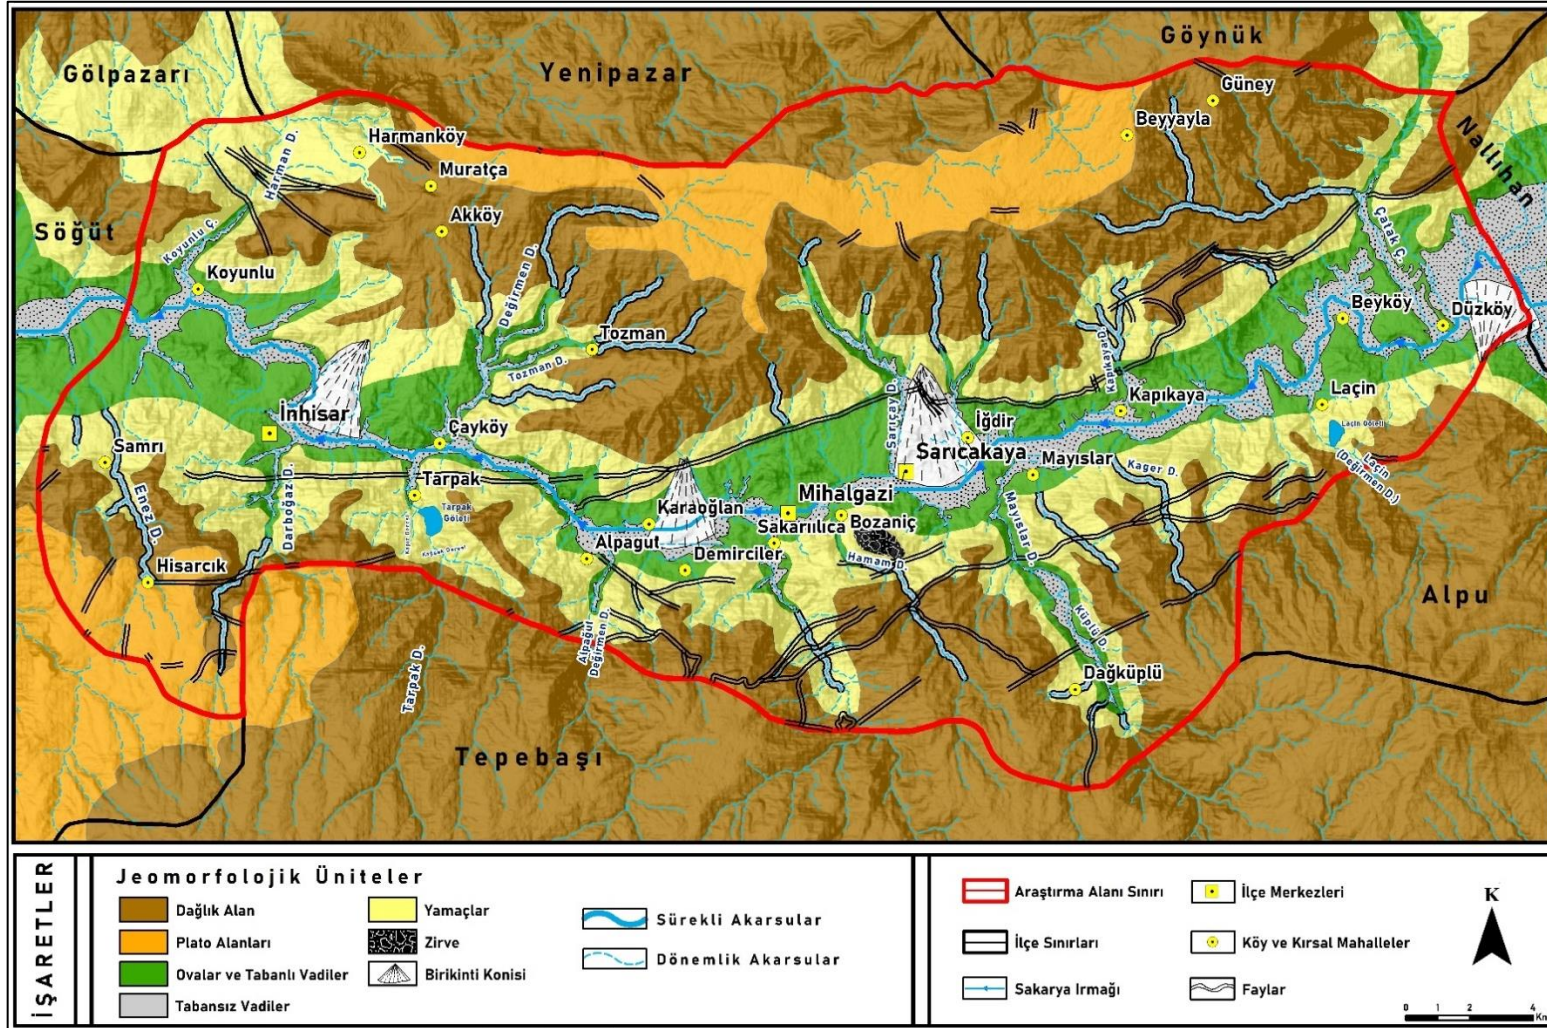 Göynük
Gölpazarı
Yenipazar
Güney
Beyyayla
Nallıhan
Harmanköy
Harman D.
Muratça
Akköy
Söğüt
Koyunlu Ç.
Koyunlu
Değirmen D.
Çatak Ç.
Beyköy
Düzköy
Tozman
Tozman D.
Kapıkaya D.
Sarıçay D.
Kapıkaya
Laçin
Laçin Göleti
İnhisar
Çayköy
İğdir
Sarıcakaya
Mayıslar
Kager D.
Laçin
(Değirmen D.)
Samrı
Enez D.
Darboğaz D.
Tarpak
Tarpak
Göleti
Karaoğlan
Mihalgazi
Sakarıılıca
Bozaniç
Mayıslar D.
Alpagut
Demirciler
Hamam D.
Hisarcık
Alpu
Küplü D.
Alpağut
Değirmen D.
Tarpak D.
Dağküplü
Tepebaşı
İŞARETLER
Jeomorfolojik Üniteler
Dağlık Alan
Plato Alanları
Ovalar ve Tabanlı Vadiler
Tabansız Vadiler
Yamaçlar
Zirve
Birikinti Konisi
Sürekli Akarsular
Dönemlik Akarsular
Araştırma Alanı Sınırı
İlçe Sınırları
Sakarya Irmağı
İlçe Merkezleri
Köy ve Kırsal Mahalleler
Faylar
K
0 1 2 4
Km